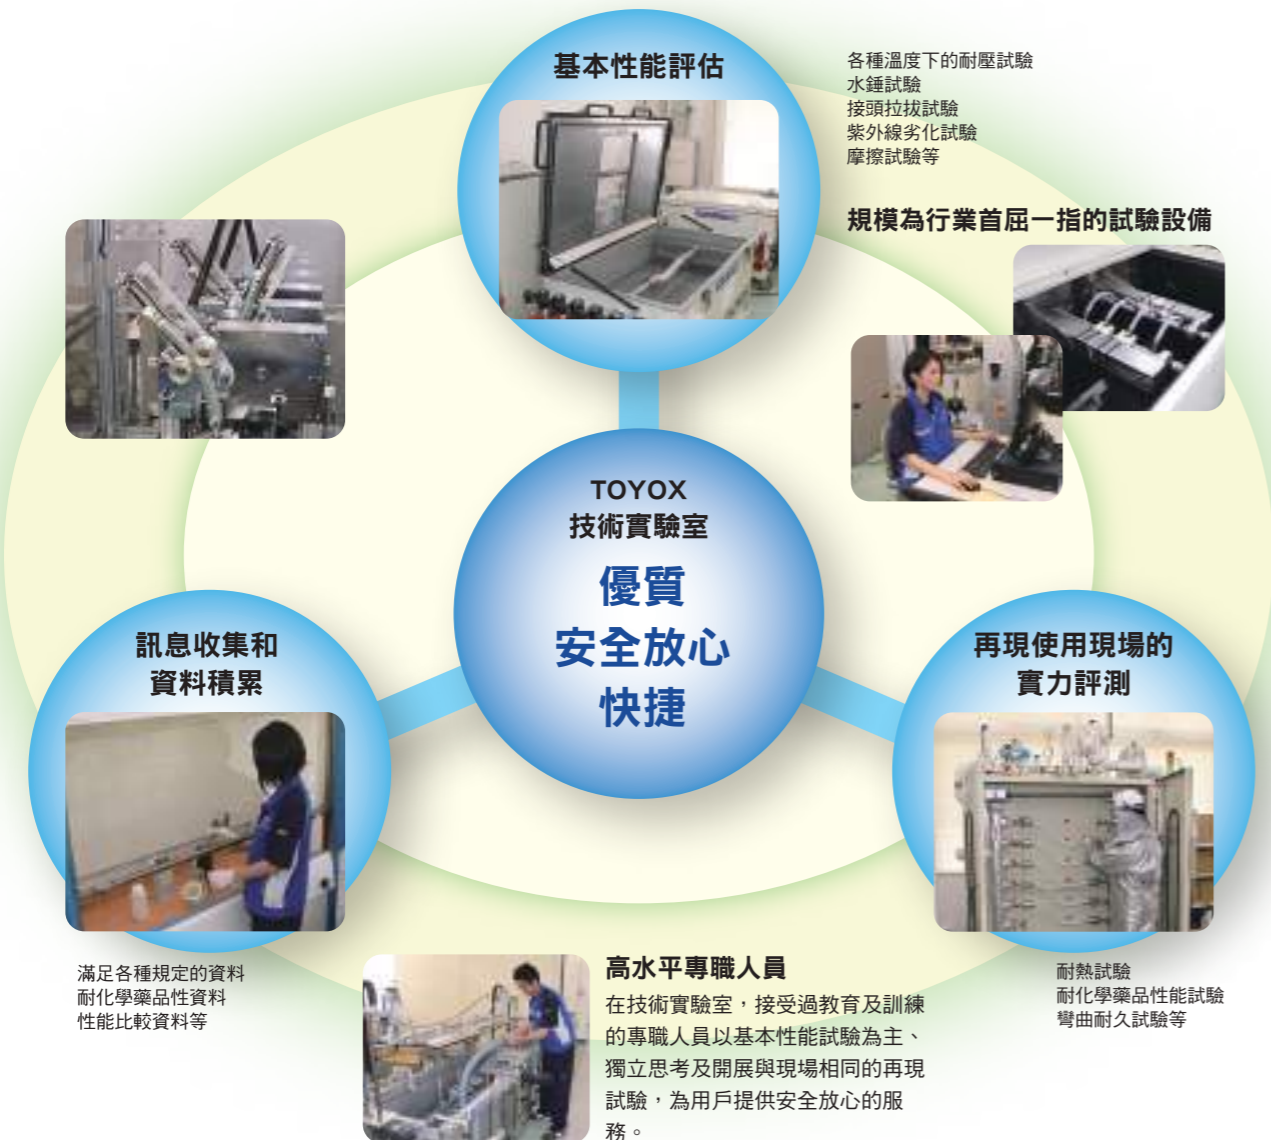 基本性能評估
各種溫度下的耐壓試驗
水錘試驗
接頭拉拔試驗
紫外線劣化試驗
摩擦試驗等
規模為行業首屈一指的試驗設備
TOYOX
技術實驗室
優質
安全放心
快捷
訊息收集和
資料積累
滿足各種規定的資料
耐化學藥品性資料
性能比較資料等
再現使用現場的
實力評測
耐熱試驗
耐化學藥品性能試驗
彎曲耐久試驗等
高水平專職人員
在技術實驗室，接受過教育及訓練
的專職人員以基本性能試驗為主、
獨立思考及開展與現場相同的再現
試驗，為用戶提供安全放心的服
務。